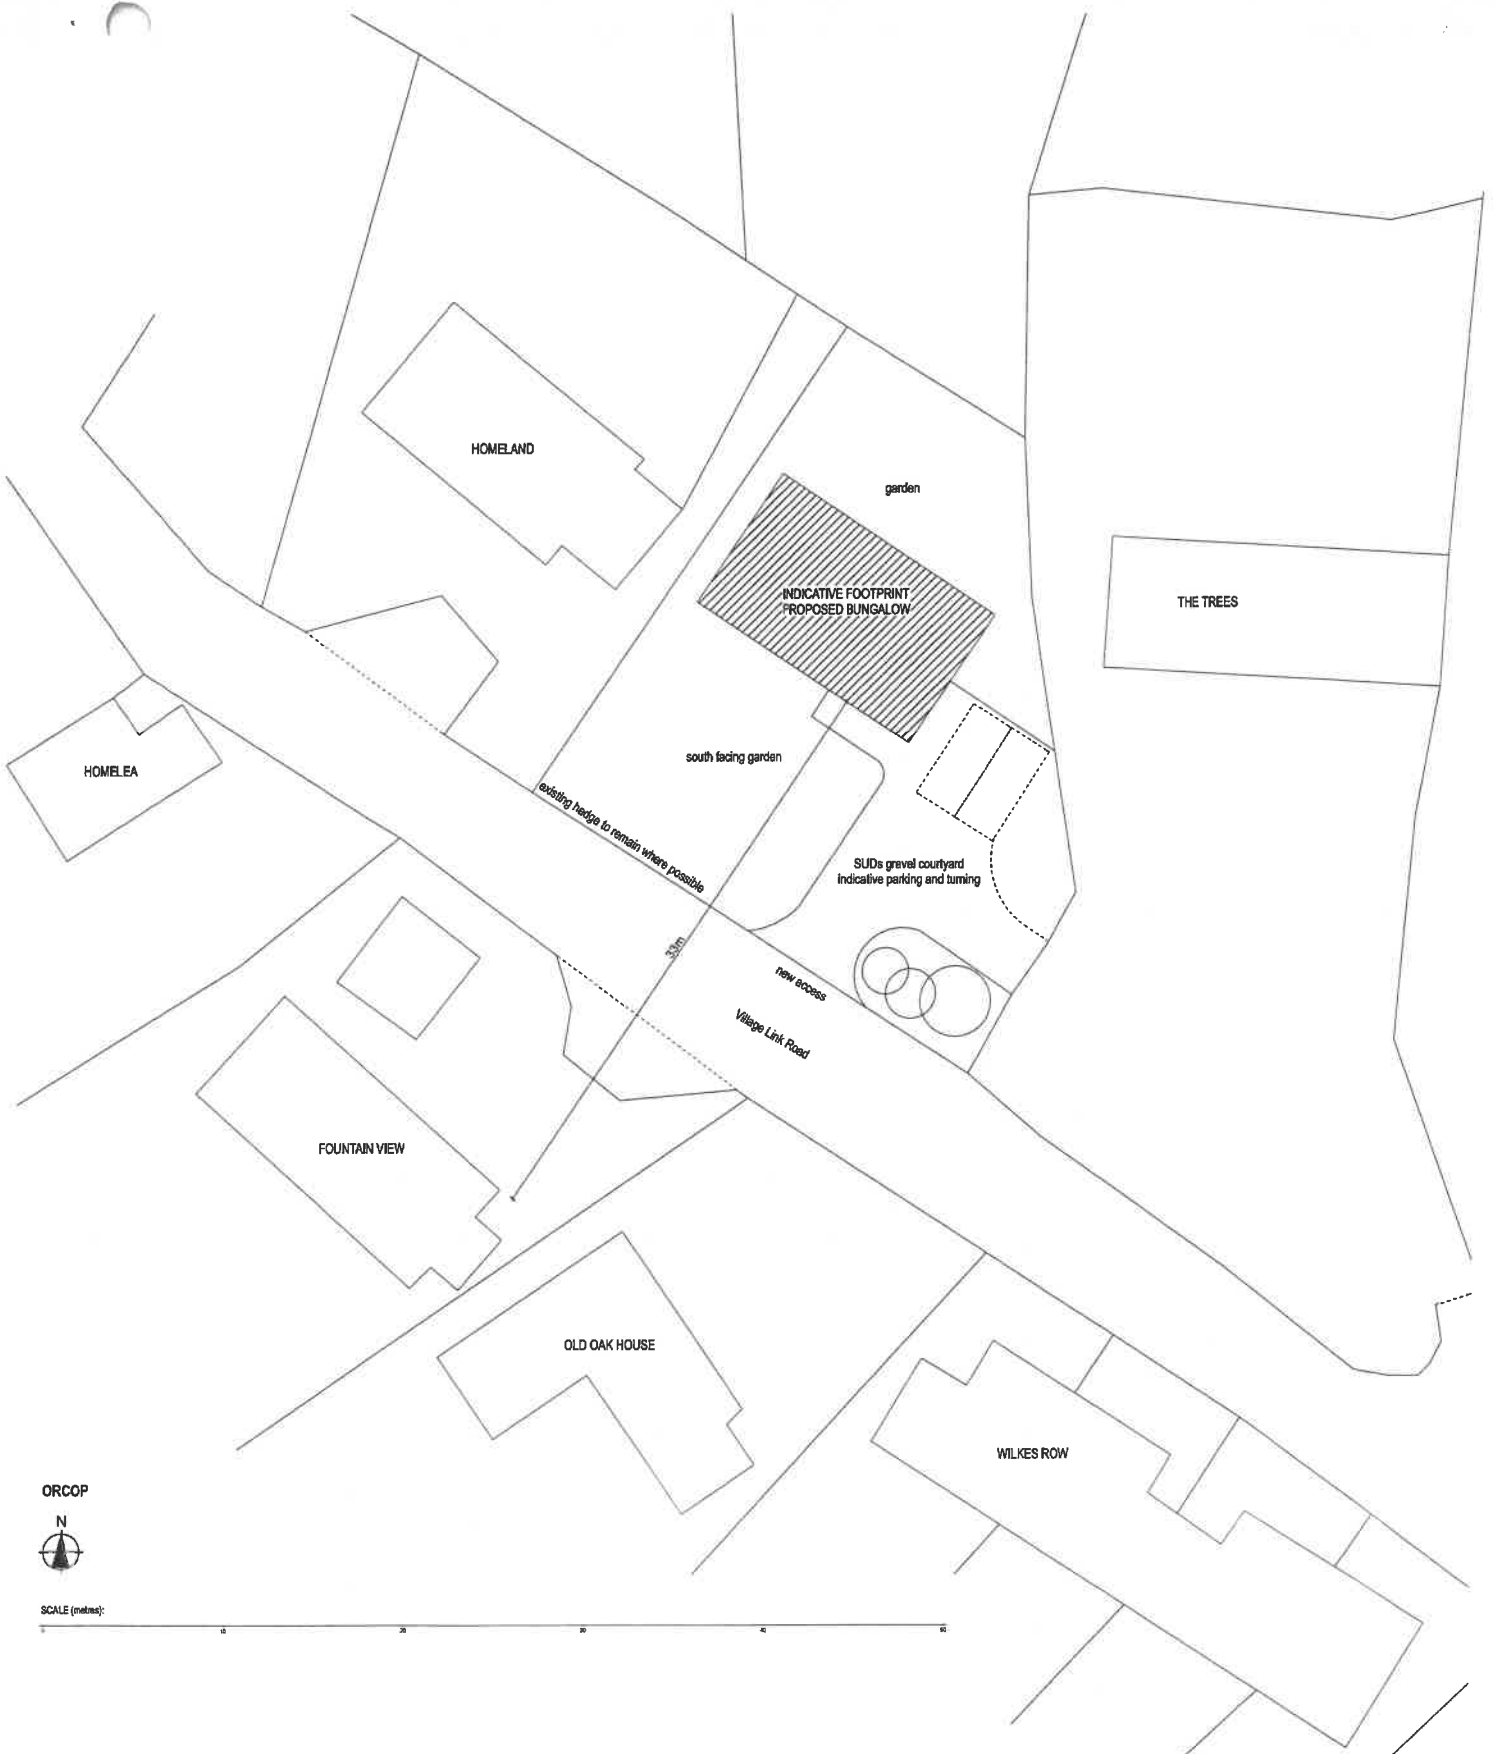 HOMELAND
garden
INDICATIVE FOOTPRINT
PROPOSED BUNGALOW
THE TREES
south facing garden
HOMELEA
existing hedge to remain where possible
SUDs gravel courtyard
indicative parking and turning
33m
new access
Village Link Road
FOUNTAIN VIEW
OLD OAK HOUSE
WILKES ROW
ORCOP
N
SCALE (metres):
0 10 20 30 40 50